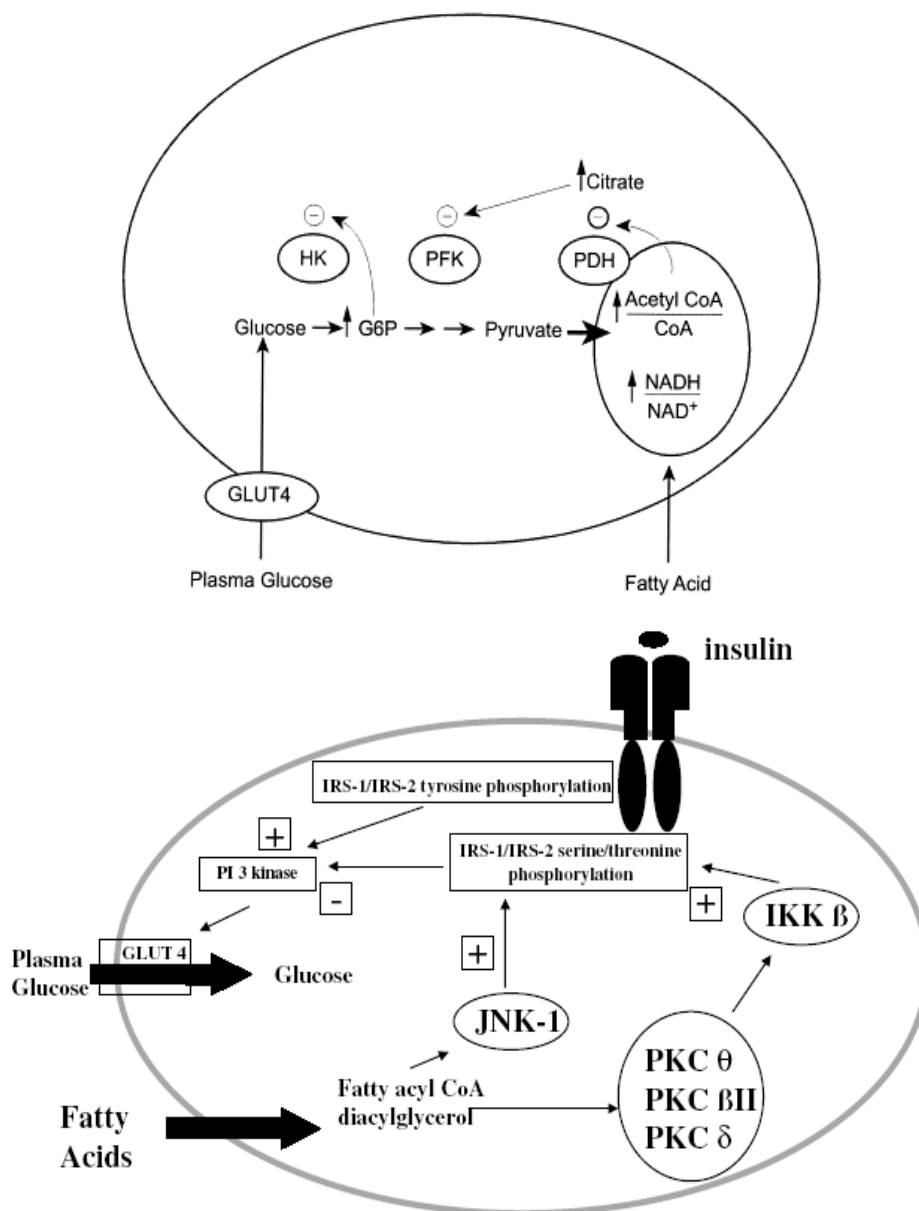 Citrate
−
−
−
HK
PFK
PDH
Glucose
G6P
Pyruvate
Acetyl CoA
CoA
NADH
NAD⁺
GLUT4
Plasma Glucose
Fatty Acid
insulin
IRS-1/IRS-2 tyrosine phosphorylation
+
IRS-1/IRS-2 serine/threonine
phosphorylation
PI 3 kinase
-
+
IKK ß
GLUT 4
Plasma
Glucose
Glucose
+
JNK-1
Fatty acyl CoA
diacylglycerol
PKC θ
PKC ßII
PKC δ
Fatty
Acids